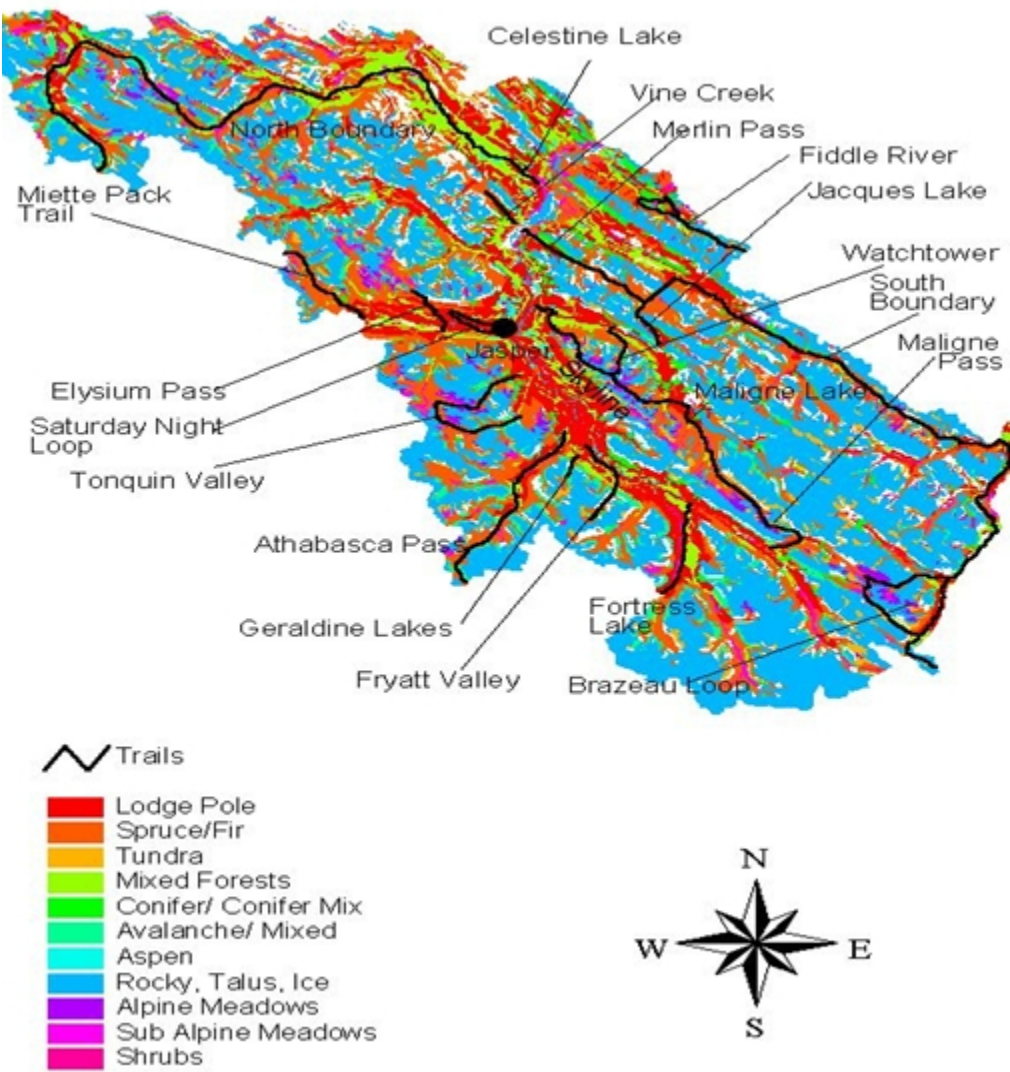 Celestine Lake
Vine Creek
Merlin Pass
North Boundary
Fiddle River
Jacques Lake
Miette Pack
Trail
Watchtower
South
Boundary
Maligne
Pass
Jasper
Skyline
Maligne Lake
Elysium Pass
Saturday Night
Loop
Tonquin Valley
Athabasca Pass
Geraldine Lakes
Fortress
Lake
Fryatt Valley
Brazeau Loop
Trails
Lodge Pole
Spruce/Fir
Tundra
Mixed Forests
Conifer/ Conifer Mix
Avalanche/ Mixed
Aspen
Rocky, Talus, Ice
Alpine Meadows
Sub Alpine Meadows
Shrubs
N
W
E
S